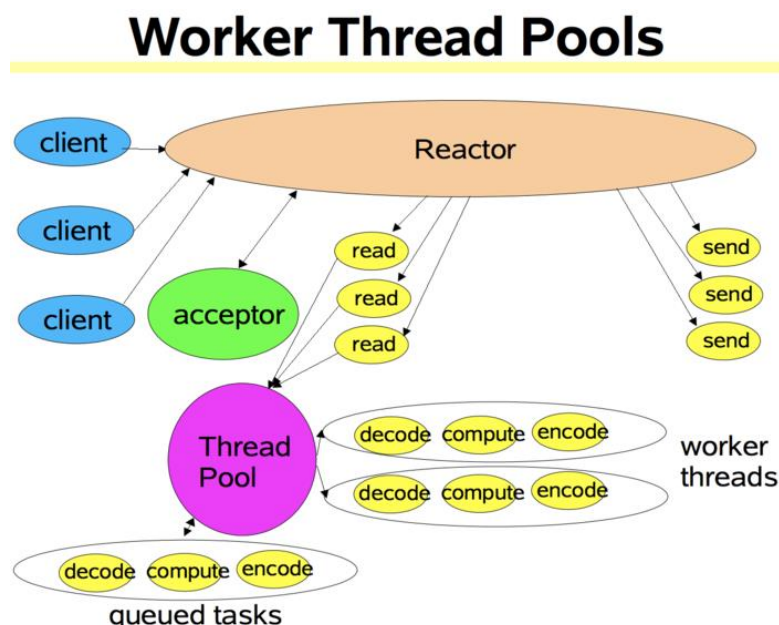 Worker Thread Pools
client
Reactor
client
client
acceptor
read
read
read
send
send
send
Thread
Pool
decode compute encode
decode compute encode
worker
threads
decode compute encode
queued tasks